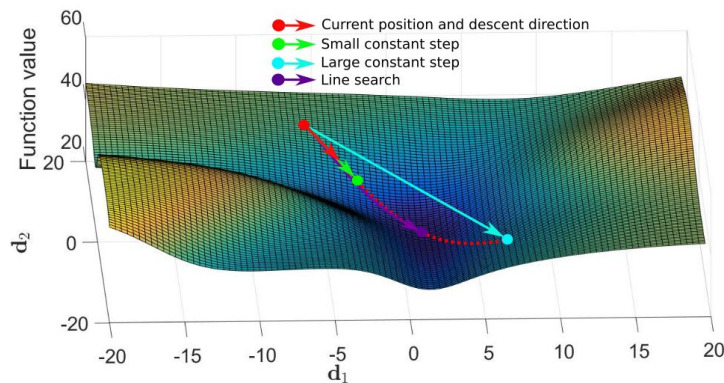 Current position and descent direction
Small constant step
Large constant step
Line search
Function value
60
40
20
20
0
-20
d2
-20
-15
-10
-5
0
5
10
15
20
d1